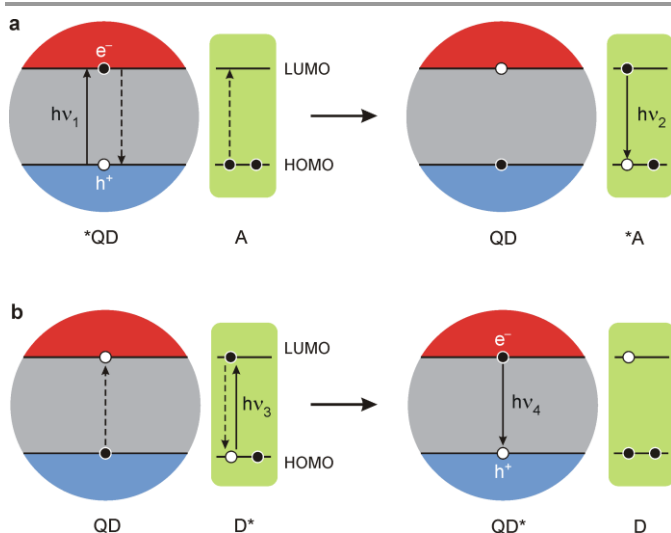 a
e⁻
LUMO
hν₁
hν₂
HOMO
h⁺
*QD A QD *A
b
LUMO e⁻
hν₃ hν₄
HOMO h⁺
QD D* QD* D